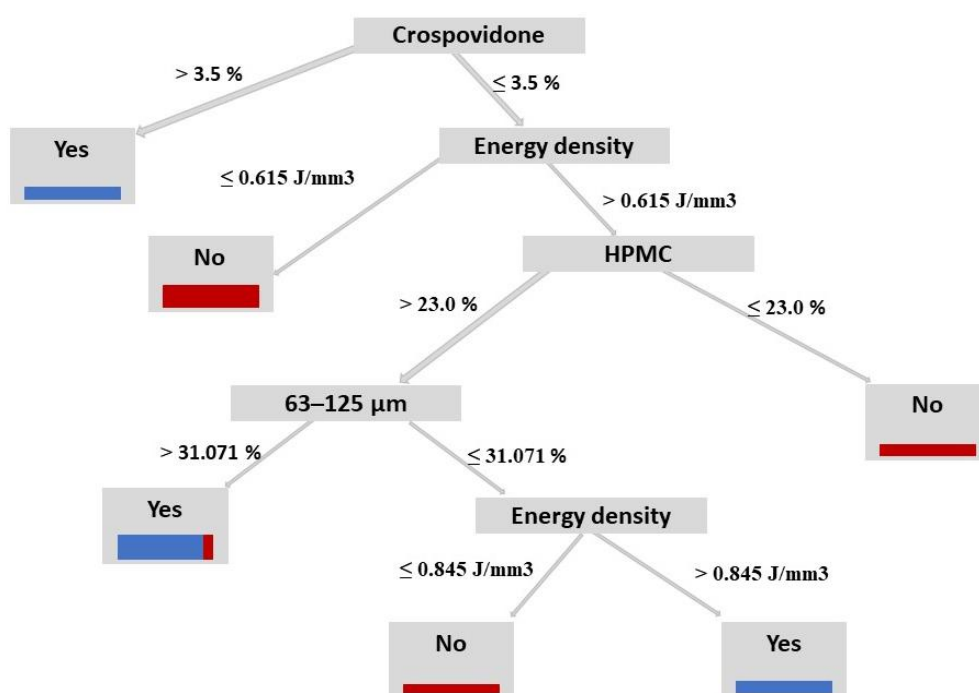 Crospovidone
> 3.5 %
≤ 3.5 %
Yes
Energy density
≤ 0.615 J/mm3
> 0.615 J/mm3
No
HPMC
> 23.0 %
≤ 23.0 %
63–125 µm
No
> 31.071 %
≤ 31.071 %
Yes
Energy density
≤ 0.845 J/mm3
> 0.845 J/mm3
No
Yes